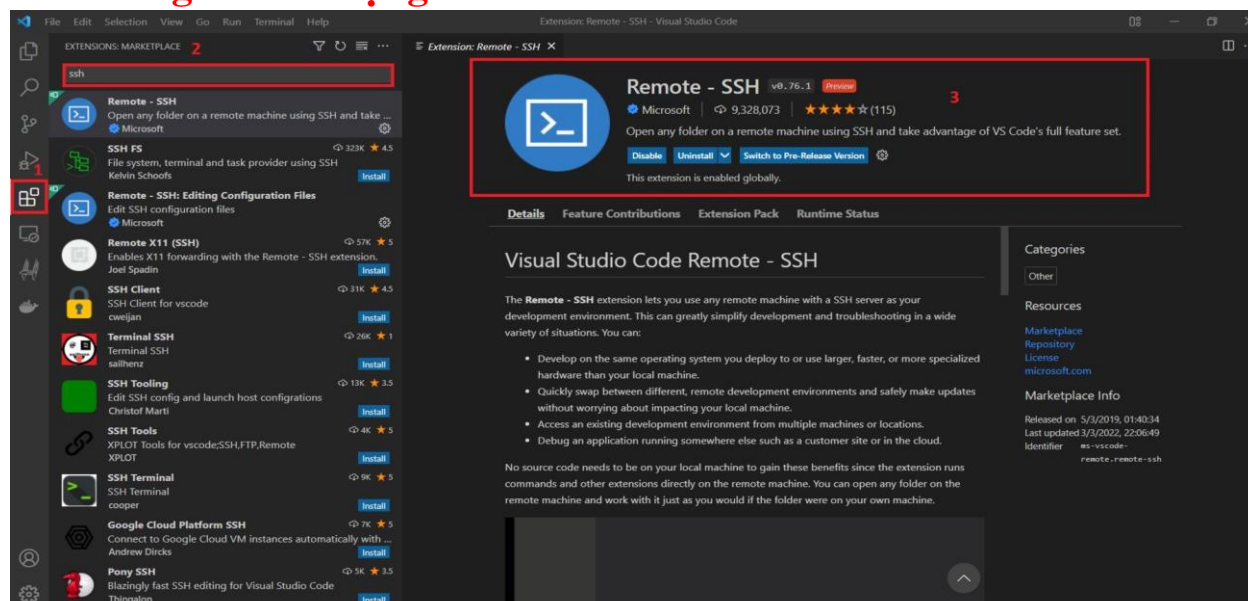 File Edit Selection View Go Run Terminal Help
Extension: Remote - SSH - Visual Studio Code
EXTENSIONS: MARKETPLACE 2
ssh
1
Remote - SSH
Open any folder on a remote machine using SSH and take ...
Microsoft
SSH FS 323K ★ 4.5
File system, terminal and task provider using SSH
Kelvin Schoofs Install
Remote - SSH: Editing Configuration Files
Edit SSH configuration files
Microsoft
Remote X11 (SSH) 57K ★ 5
Enables X11 forwarding with the Remote - SSH extension.
Joel Spadin Install
SSH Client 31K ★ 4.5
SSH Client for vscode
cweijan Install
Terminal SSH 26K ★ 1
Terminal SSH
sailhenz Install
SSH Tooling 13K ★ 3.5
Edit SSH config and launch host configrations
Christof Marti Install
SSH Tools 4K ★ 5
XPLOT Tools for vscode;SSH,FTP,Remote
XPLOT Install
SSH Terminal 9K ★ 5
SSH Terminal
cooper Install
Google Cloud Platform SSH 7K ★ 5
Connect to Google Cloud VM instances automatically with ...
Andrew Dircks Install
Pony SSH 5K ★ 3.5
Blazingly fast SSH editing for Visual Studio Code
Thingalon Install
Extension: Remote - SSH ×
Remote - SSH v0.76.1 Preview
3
Microsoft | 9,328,073 | ★★★★☆(115)
Open any folder on a remote machine using SSH and take advantage of VS Code's full feature set.
Disable Uninstall Switch to Pre-Release Version
This extension is enabled globally.
Details Feature Contributions Extension Pack Runtime Status
Visual Studio Code Remote - SSH
The Remote - SSH extension lets you use any remote machine with a SSH server as your
development environment. This can greatly simplify development and troubleshooting in a wide
variety of situations. You can:
• Develop on the same operating system you deploy to or use larger, faster, or more specialized
hardware than your local machine.
• Quickly swap between different, remote development environments and safely make updates
without worrying about impacting your local machine.
• Access an existing development environment from multiple machines or locations.
• Debug an application running somewhere else such as a customer site or in the cloud.
No source code needs to be on your local machine to gain these benefits since the extension runs
commands and other extensions directly on the remote machine. You can open any folder on the
remote machine and work with it just as you would if the folder were on your own machine.
Categories
Other
Resources
Marketplace
Repository
License
microsoft.com
Marketplace Info
Released on 5/3/2019, 01:40:34
Last updated 3/3/2022, 22:06:49
Identifier ms-vscode-
remote.remote-ssh